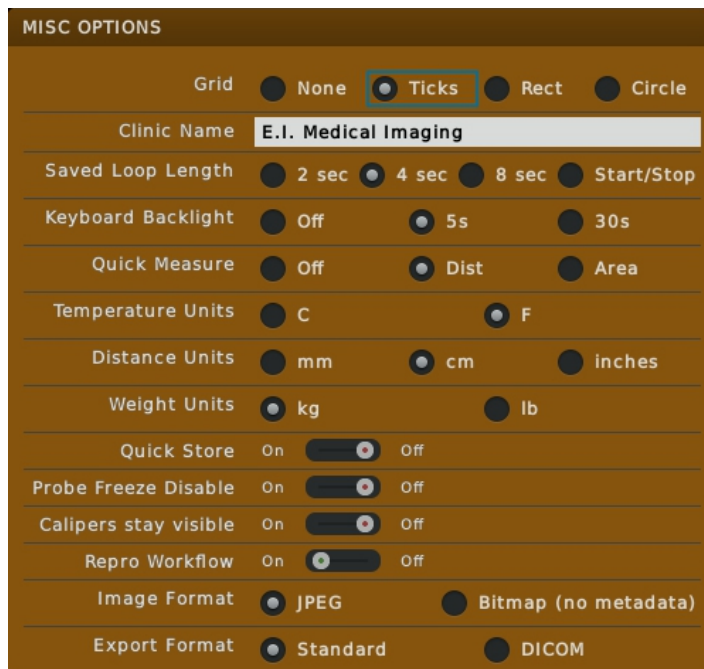 MISC OPTIONS
Grid None Ticks Rect Circle
Clinic Name E.I. Medical Imaging
Saved Loop Length 2 sec 4 sec 8 sec Start/Stop
Keyboard Backlight Off 5s 30s
Quick Measure Off Dist Area
Temperature Units C F
Distance Units mm cm inches
Weight Units kg lb
Quick Store On Off
Probe Freeze Disable On Off
Calipers stay visible On Off
Repro Workflow On Off
Image Format JPEG Bitmap (no metadata)
Export Format Standard DICOM